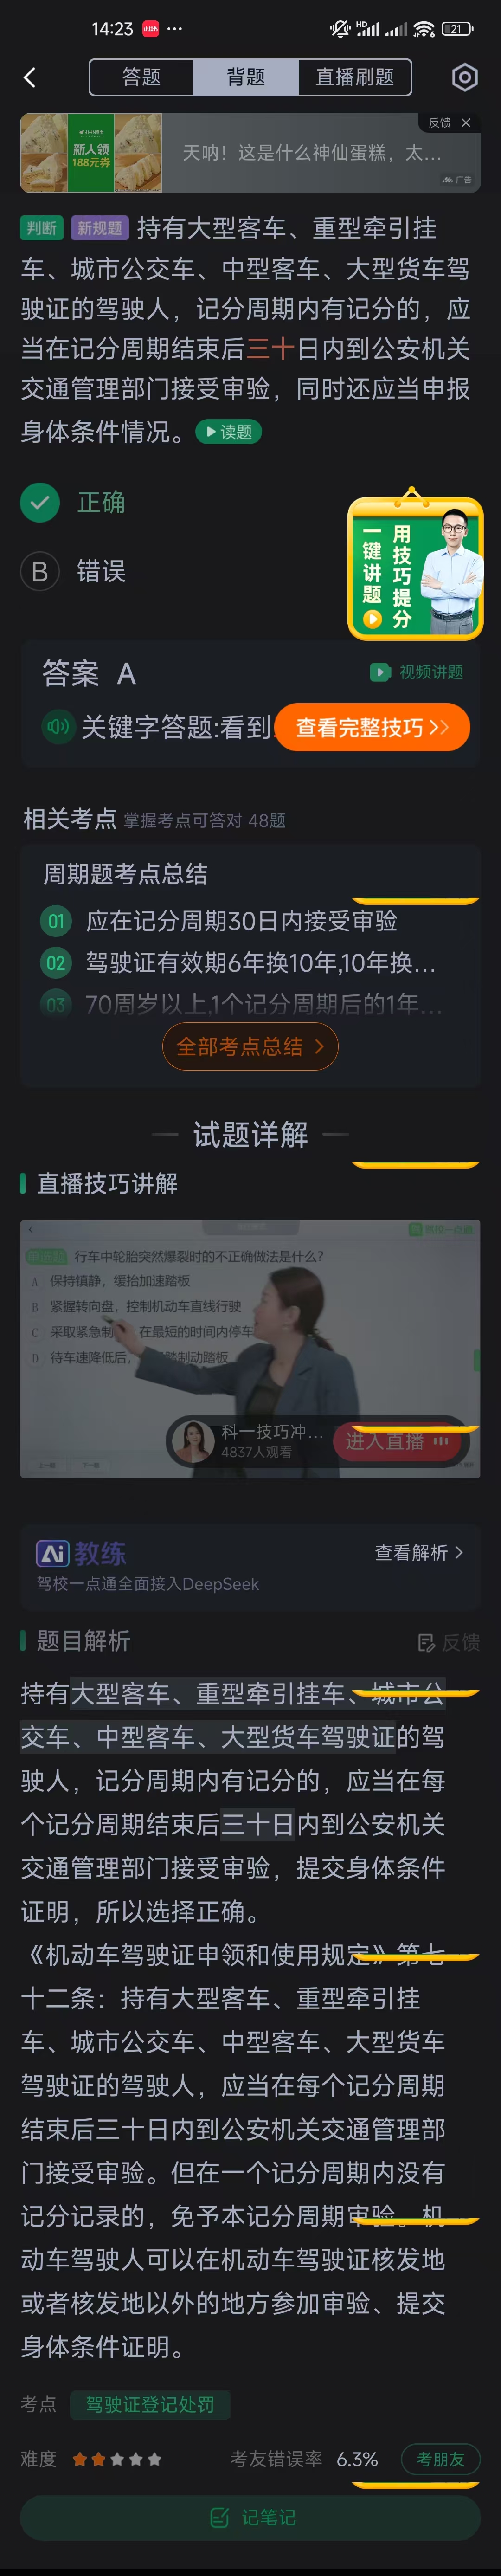 14:23
HD
21
答题
背题
直播刷题
新人领
188元券
天呐！这是什么神仙蛋糕，太...
反馈
广告
判断 新规题 持有大型客车、重型牵引挂
车、城市公交车、中型客车、大型货车驾
驶证的驾驶人，记分周期内有记分的，应
当在记分周期结束后三十日内到公安机关
交通管理部门接受审验，同时还应当申报
身体条件情况。 读题
正确
B 错误
一键讲题
用技巧提分
答案 A
视频讲题
关键字答题:看到
查看完整技巧
相关考点 掌握考点可答对 48题
周期题考点总结
01 应在记分周期30日内接受审验
02 驾驶证有效期6年换10年,10年换...
03 70周岁以上,1个记分周期后的1年...
全部考点总结
试题详解
直播技巧讲解
行车中轮胎突然爆裂时的不正确做法是什么?
A 保持镇静，缓抬加速踏板
B 紧握转向盘，控制机动车直线行驶
C 采取紧急制 在最短的时间内停车
D 待车速降低后， 制动踏板
科一技巧冲...
4837人观看
进入直播
Ai 教练
查看解析
驾校一点通全面接入DeepSeek
题目解析
反馈
持有大型客车、重型牵引挂车、城市公
交车、中型客车、大型货车驾驶证的驾
驶人，记分周期内有记分的，应当在每
个记分周期结束后三十日内到公安机关
交通管理部门接受审验，提交身体条件
证明，所以选择正确。
《机动车驾驶证申领和使用规定》第七
十二条：持有大型客车、重型牵引挂
车、城市公交车、中型客车、大型货车
驾驶证的驾驶人，应当在每个记分周期
结束后三十日内到公安机关交通管理部
门接受审验。但在一个记分周期内没有
记分记录的，免予本记分周期审验。机
动车驾驶人可以在机动车驾驶证核发地
或者核发地以外的地方参加审验、提交
身体条件证明。
考点 驾驶证登记处罚
难度
考友错误率 6.3%
考朋友
记笔记